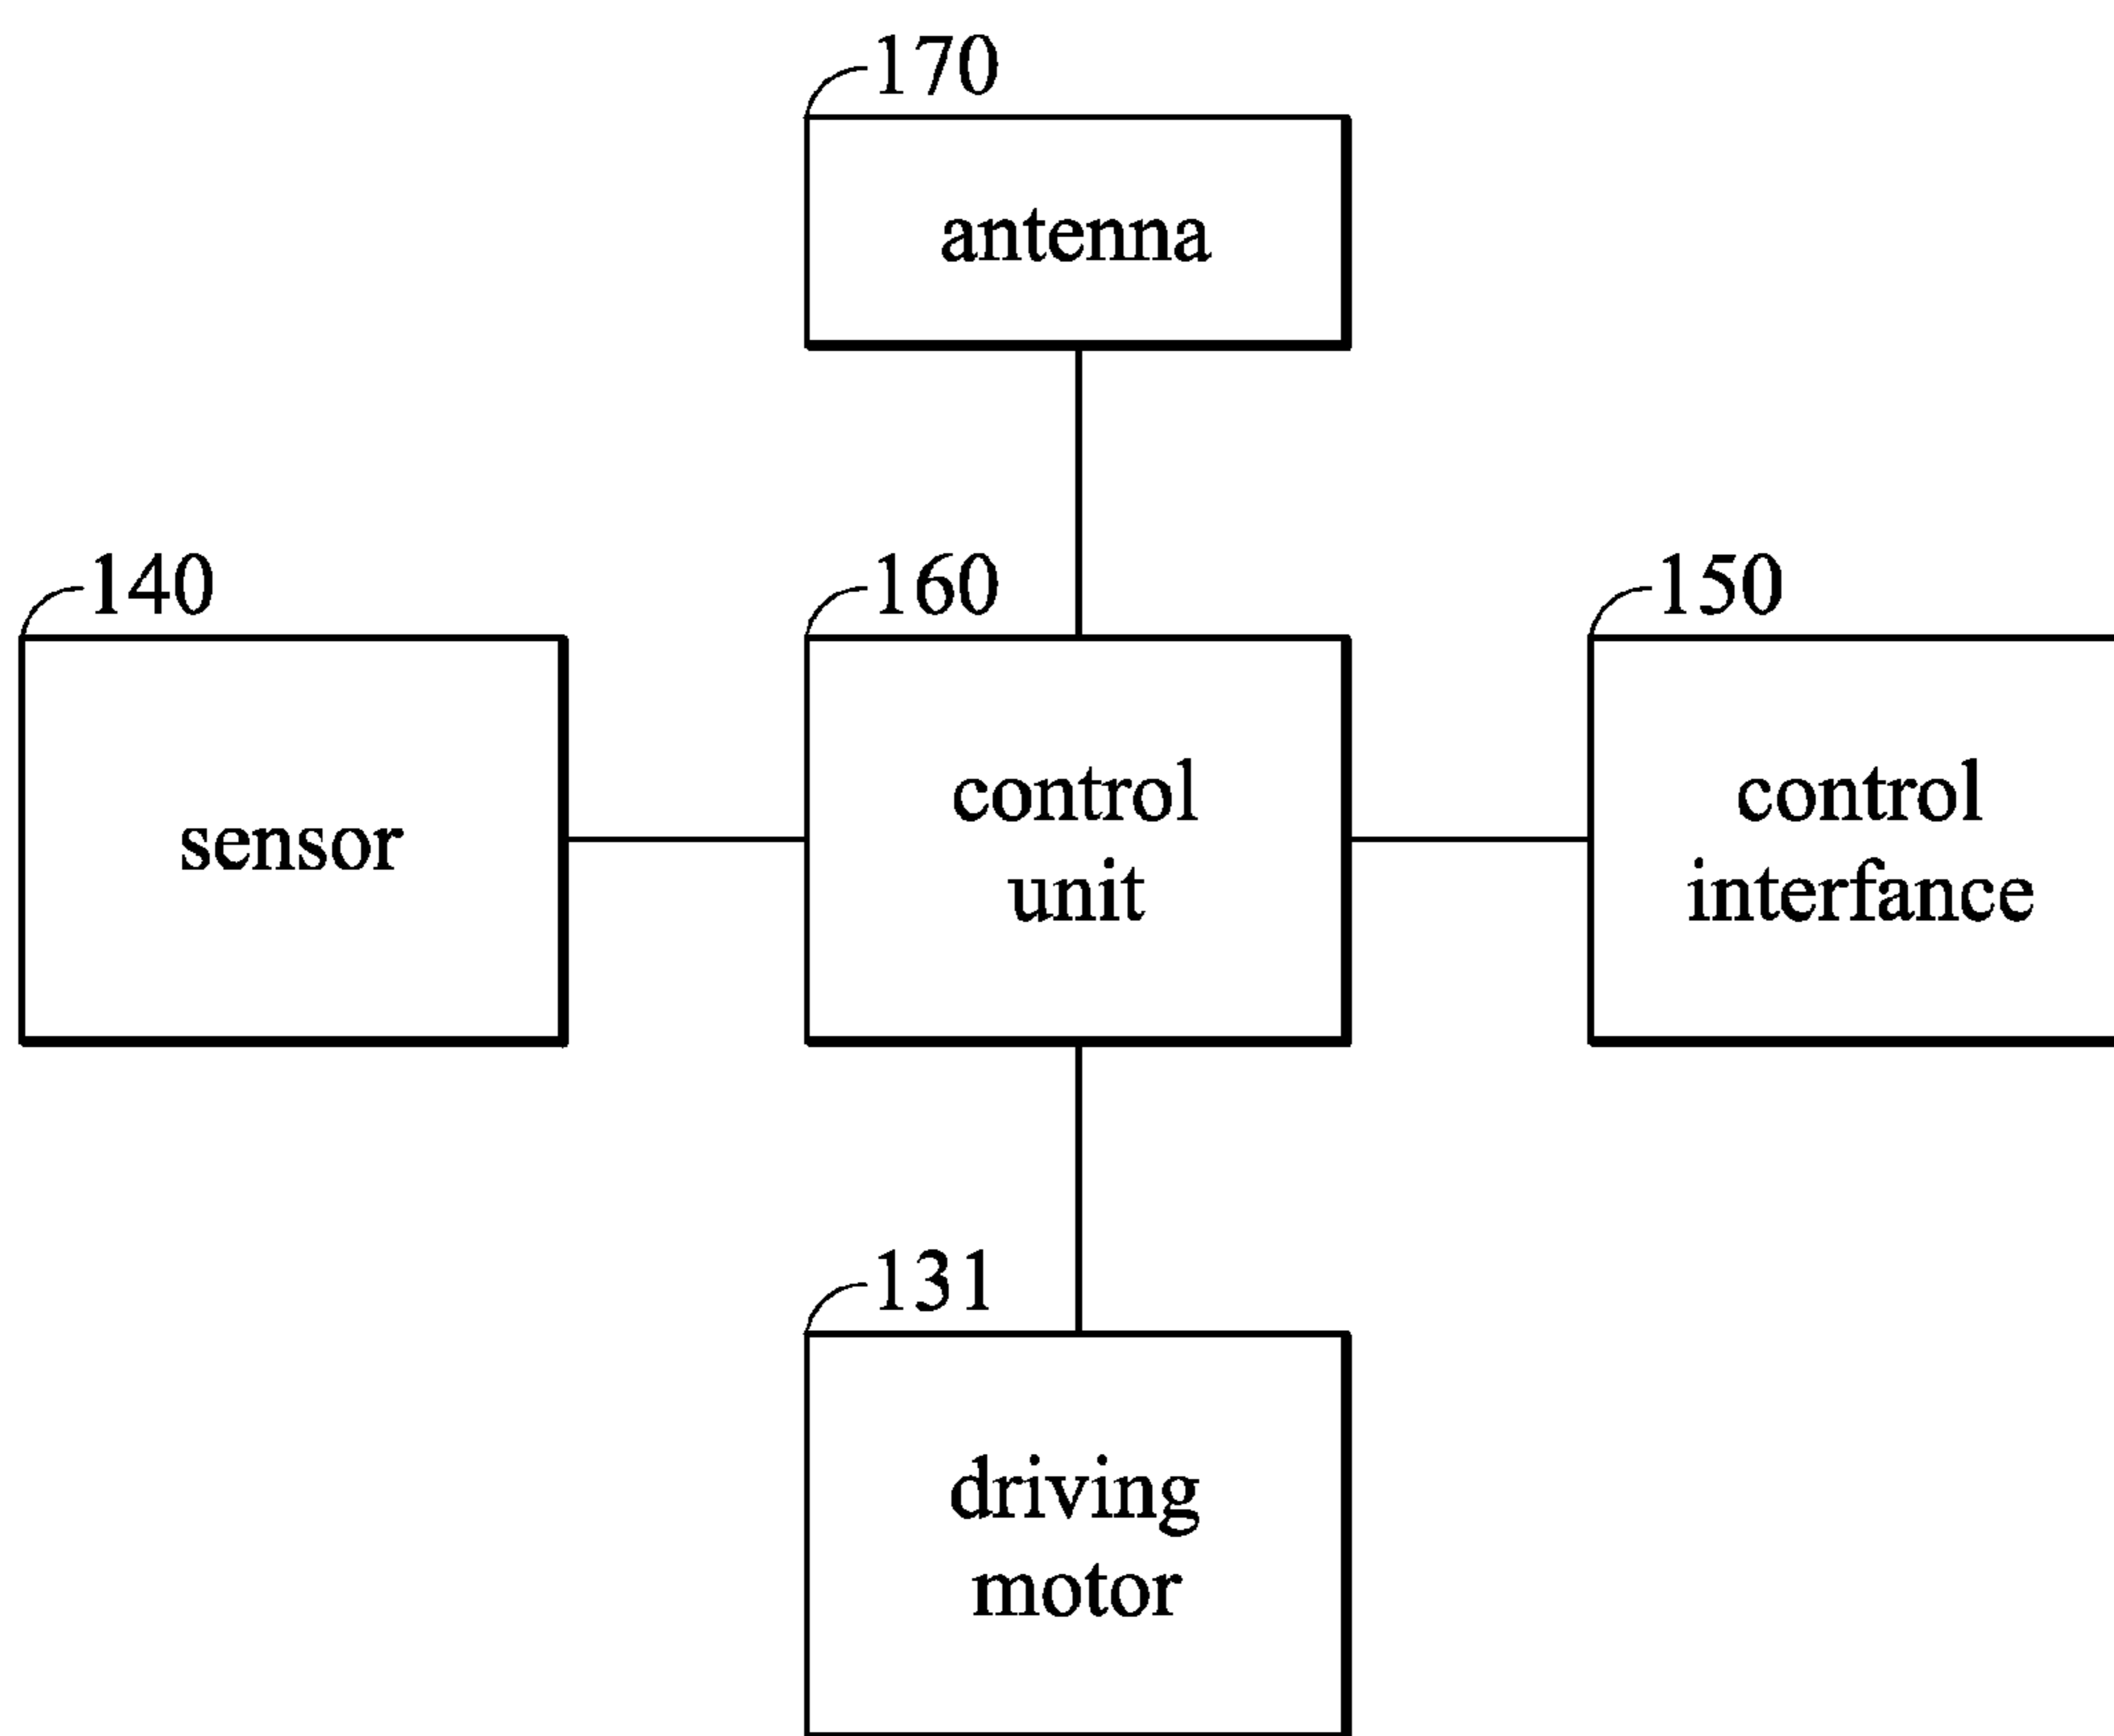 170
antenna
140
160
150
sensor
control
unit
control
interfance
131
driving
motor